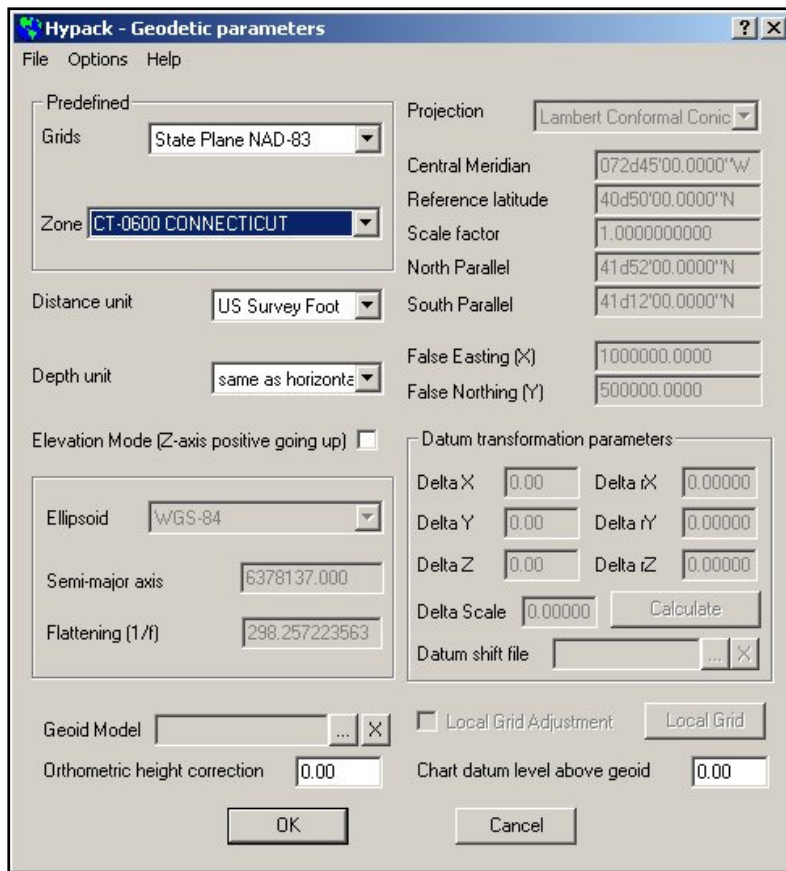 Hypack - Geodetic parameters
File Options Help
Predefined
Grids State Plane NAD-83
Zone CT-0600 CONNECTICUT
Distance unit US Survey Foot
Depth unit same as horizonta
Elevation Mode (Z-axis positive going up)
Ellipsoid WGS-84
Semi-major axis 6378137.000
Flattening (1/f) 298.257223563
Geoid Model ... X
Orthometric height correction 0.00
Projection Lambert Conformal Conic
Central Meridian 072d45'00.0000"W
Reference latitude 40d50'00.0000"N
Scale factor 1.0000000000
North Parallel 41d52'00.0000"N
South Parallel 41d12'00.0000"N
False Easting (X) 1000000.0000
False Northing (Y) 500000.0000
Datum transformation parameters
Delta X 0.00 Delta rX 0.00000
Delta Y 0.00 Delta rY 0.00000
Delta Z 0.00 Delta rZ 0.00000
Delta Scale 0.00000 Calculate
Datum shift file ... X
Local Grid Adjustment Local Grid
Chart datum level above geoid 0.00
OK Cancel